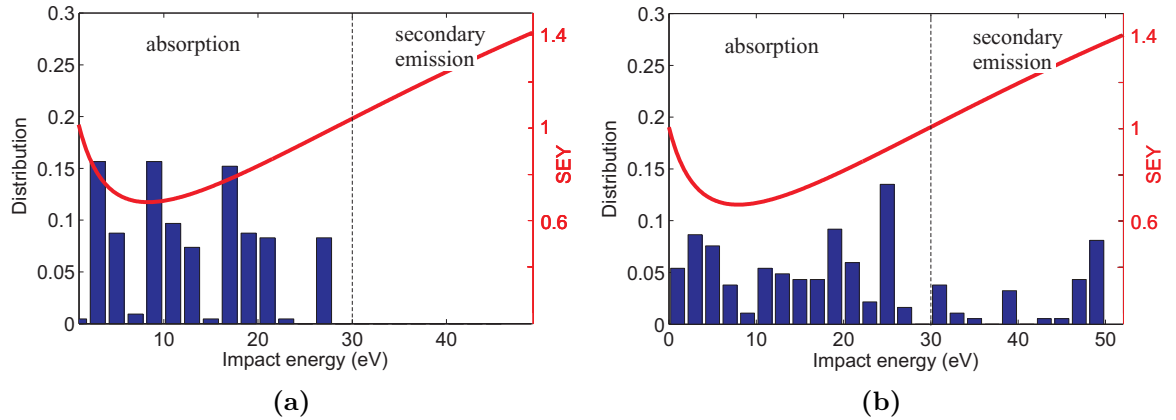 0.3
0.25
0.2
0.15
0.1
0.05
0
Distribution
absorption
secondary
emission
1.4
1
0.6
SEY
10
20
30
40
Impact energy (eV)
(a)
0.3
0.25
0.2
0.15
0.1
0.05
0
Distribution
absorption
secondary
emission
1.4
1
0.6
SEY
0
10
20
30
40
50
Impact energy (eV)
(b)